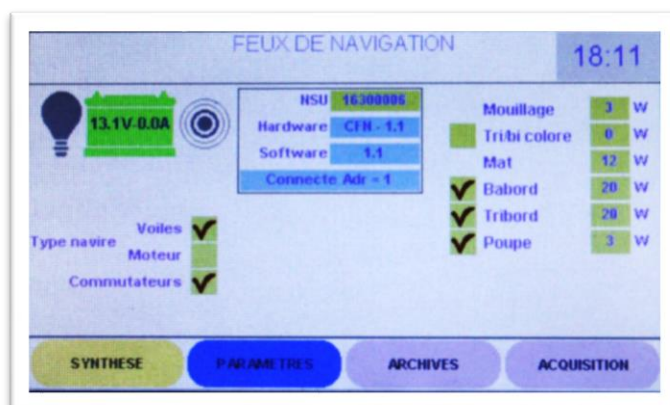 FEUX DE NAVIGATION
18:11
13.1V-0.0A
NSU 16300006
Hardware CFN - 1.1
Software 1.1
Connecte Adr = 1
Mouillage 3 W
Tri/bi colore 0 W
Mat 12 W
Babord 20 W
Tribord 20 W
Poupe 3 W
Type navire
Voiles
Moteur
Commutateurs
SYNTHESE
PARAMETRES
ARCHIVES
ACQUISITION